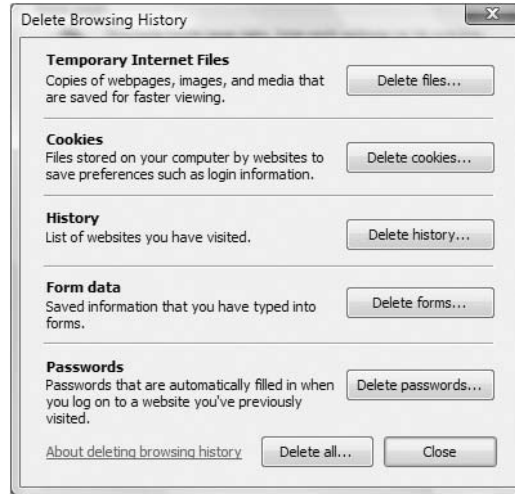 Delete Browsing History
Temporary Internet Files
Copies of webpages, images, and media that
are saved for faster viewing.
Delete files...
Cookies
Files stored on your computer by websites to
save preferences such as login information.
Delete cookies...
History
List of websites you have visited.
Delete history...
Form data
Saved information that you have typed into
forms.
Delete forms...
Passwords
Passwords that are automatically filled in when
you log on to a website you've previously
visited.
Delete passwords...
About deleting browsing history
Delete all...
Close